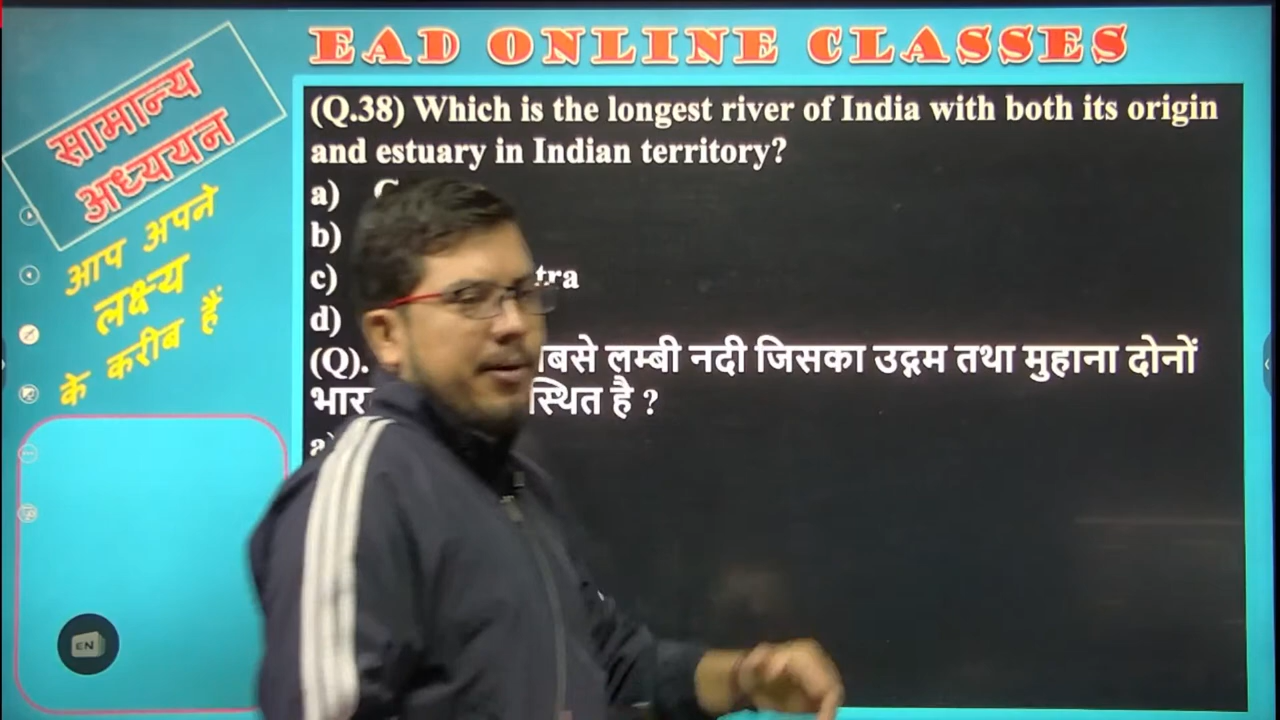 EAD ONLINE CLASSES
सामान्य
अध्ययन
आप अपने
लक्ष्य
के करीब हैं
(Q.38) Which is the longest river of India with both its origin
and estuary in Indian territory?
a)
b)
c) tra
d)
(Q). बसे लम्बी नदी जिसका उद्गम तथा मुहाना दोनों
भार स्थित है ?
a)
EN